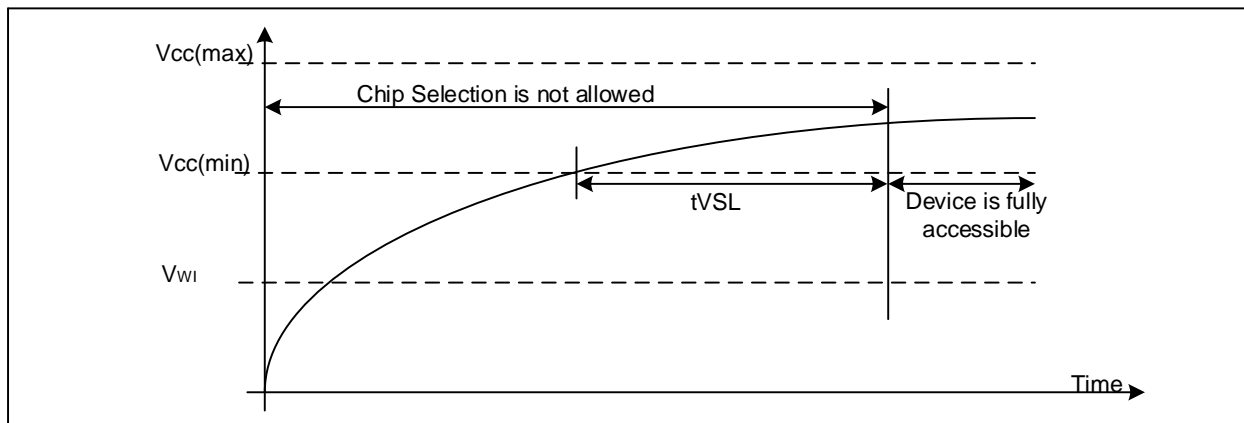 Vcc(max)
Chip Selection is not allowed
Vcc(min)
tVSL
Device is fully
accessible
VWI
Time